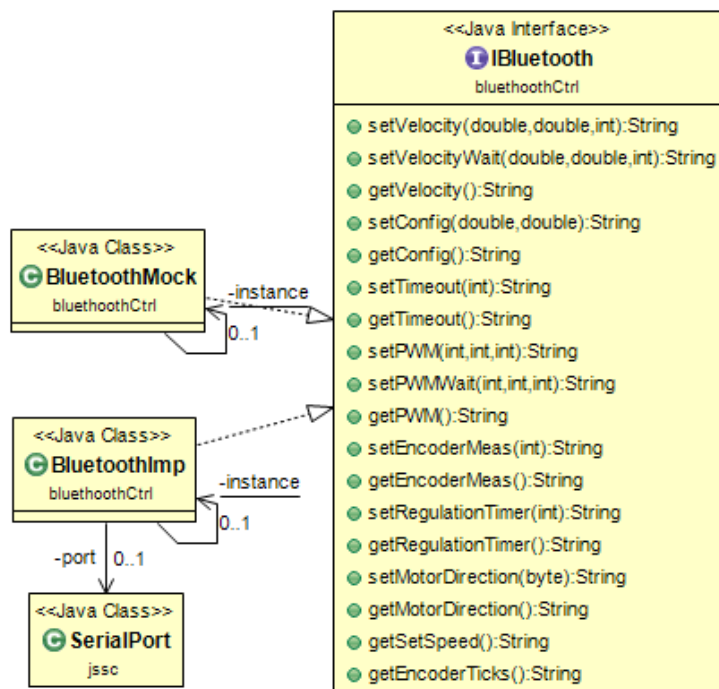 <<Java Interface>>
IBluetooth
bluethoothCtrl
setVelocity(double,double,int):String
setVelocityWait(double,double,int):String
getVelocity():String
setConfig(double,double):String
getConfig():String
setTimeout(int):String
getTimeout():String
setPWM(int,int,int):String
setPWMWait(int,int,int):String
getPWM():String
setEncoderMeas(int):String
getEncoderMeas():String
setRegulationTimer(int):String
getRegulationTimer():String
setMotorDirection(byte):String
getMotorDirection():String
getSetSpeed():String
getEncoderTicks():String
<<Java Class>>
BluetoothMock
bluethoothCtrl
-instance
0..1
<<Java Class>>
BluetoothImp
bluethoothCtrl
-instance
0..1
-port
0..1
<<Java Class>>
SerialPort
jssc